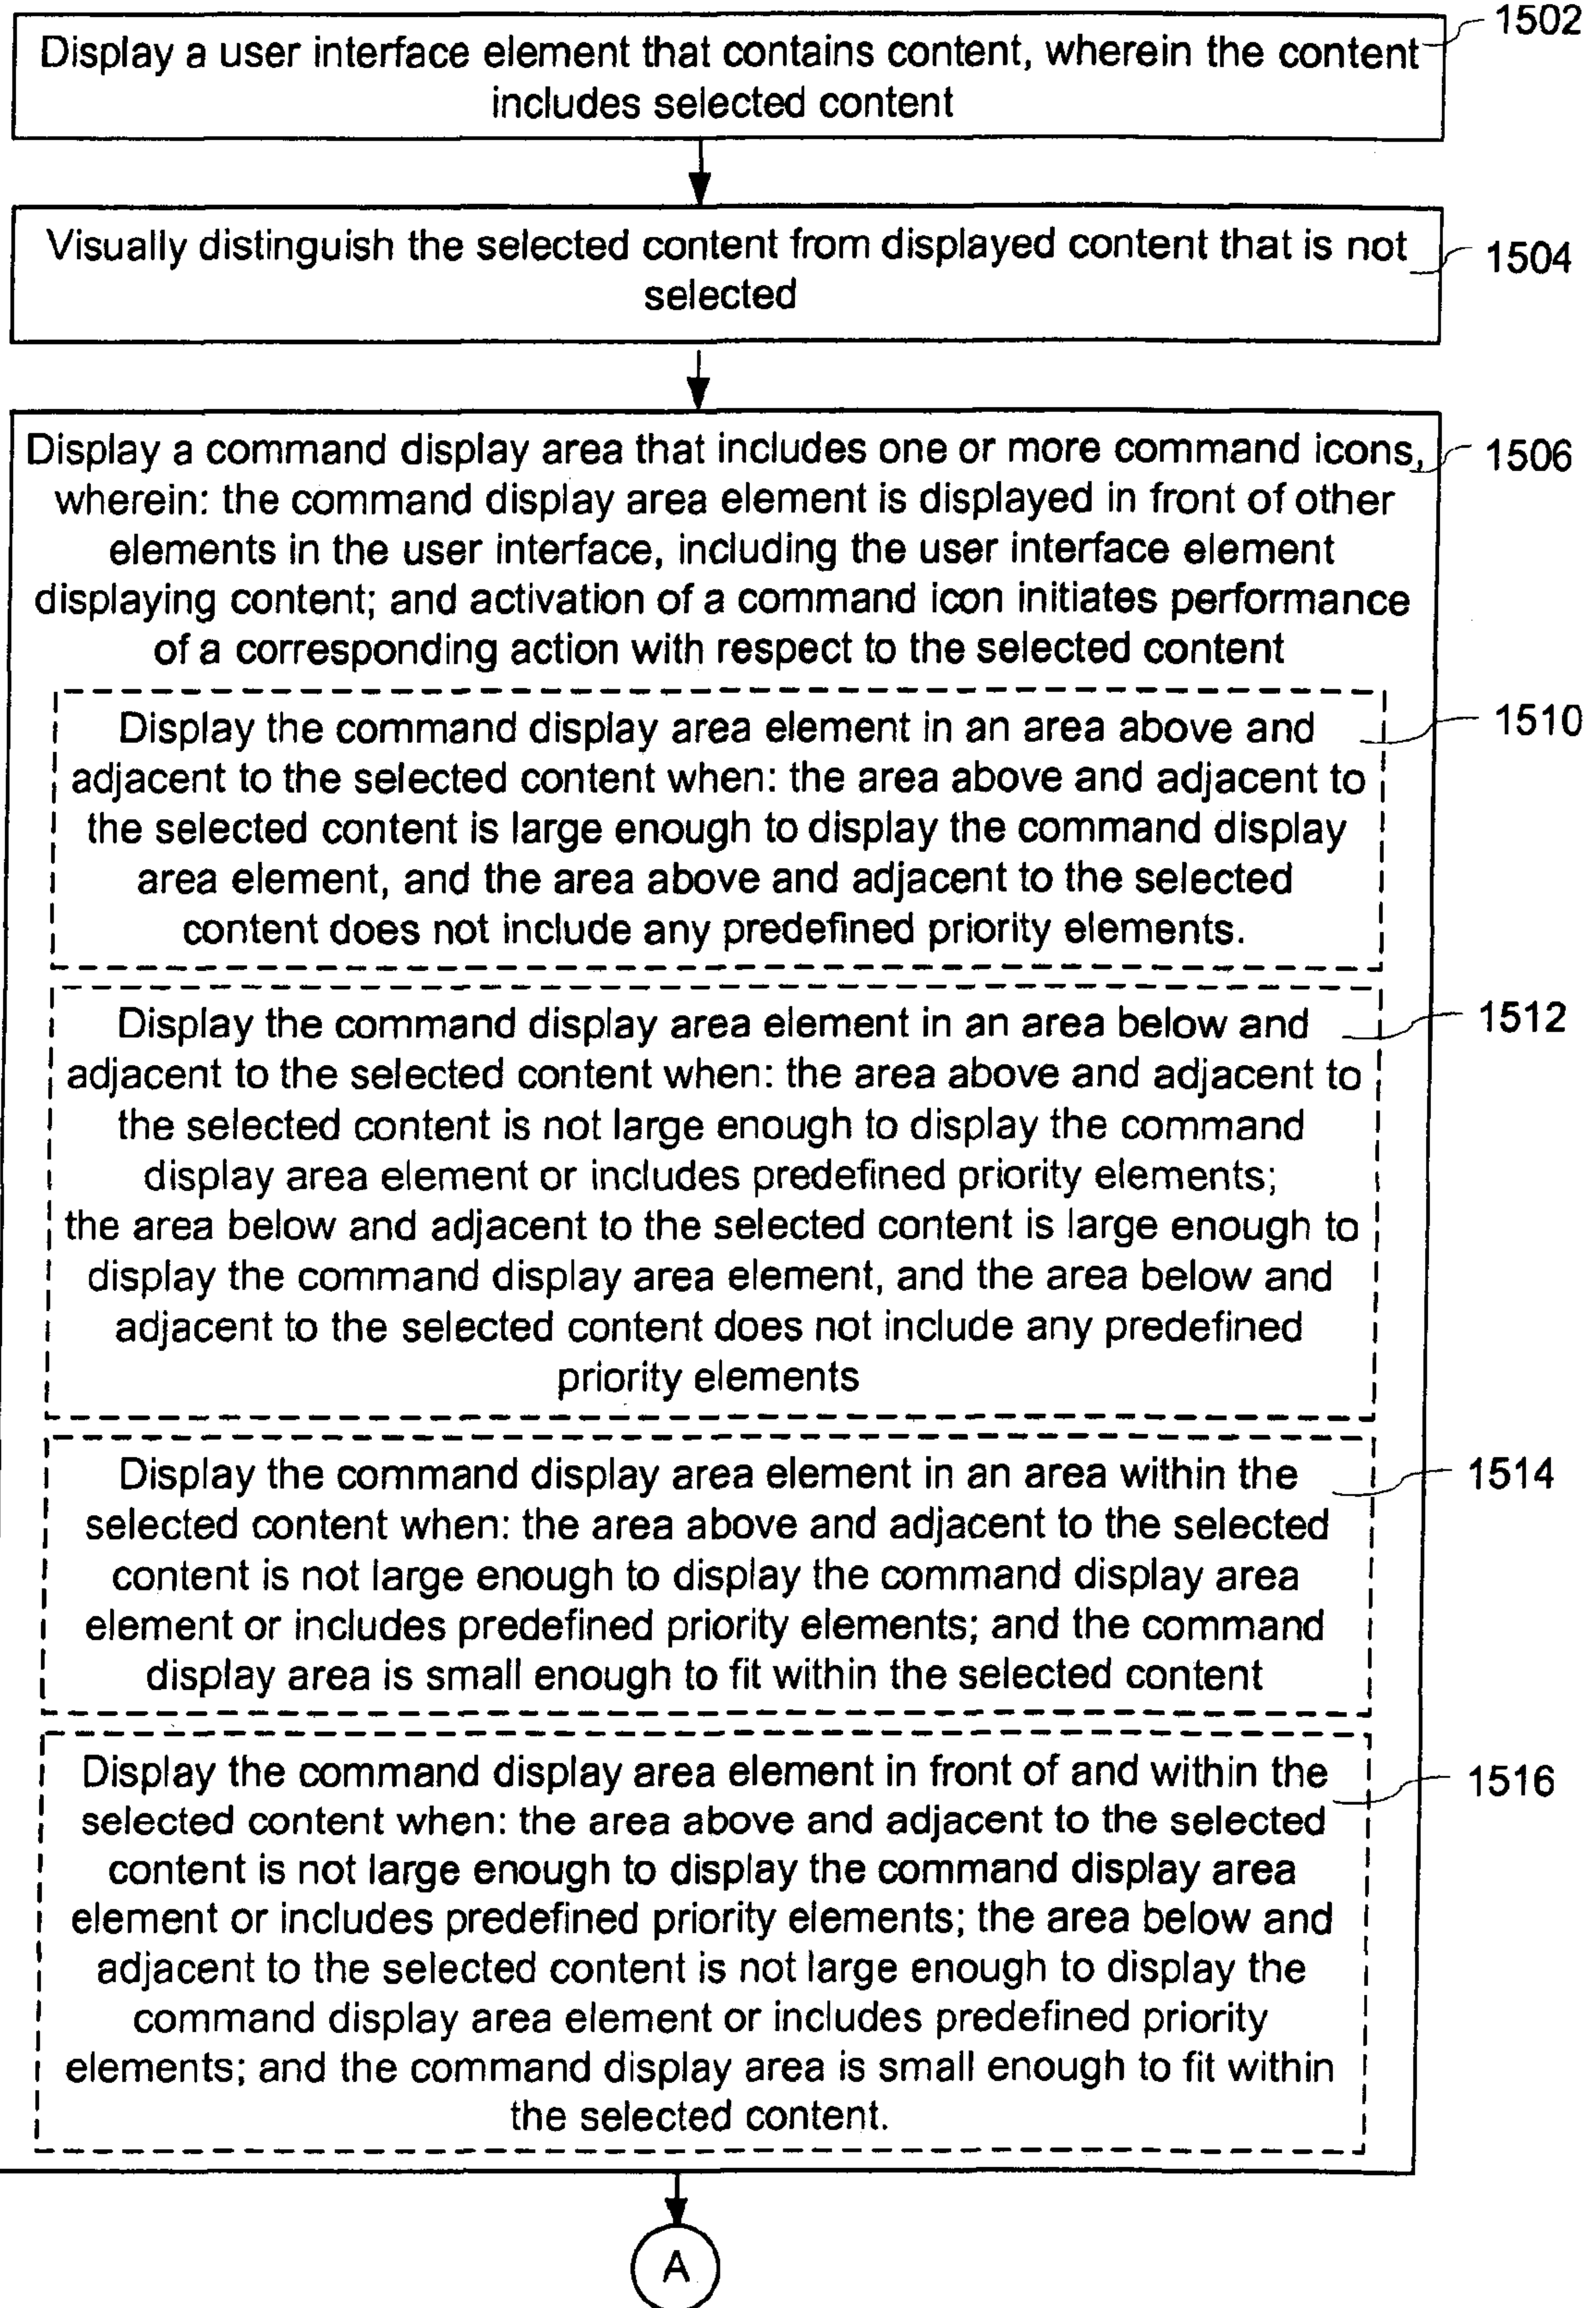 1502
Display a user interface element that contains content, wherein the content
includes selected content
Visually distinguish the selected content from displayed content that is not
selected
1504
Display a command display area that includes one or more command icons,
1506
wherein: the command display area element is displayed in front of other
elements in the user interface, including the user interface element
displaying content; and activation of a command icon initiates performance
of a corresponding action with respect to the selected content
Display the command display area element in an area above and
1510
adjacent to the selected content when: the area above and adjacent to
the selected content is large enough to display the command display
area element, and the area above and adjacent to the selected
content does not include any predefined priority elements.
Display the command display area element in an area below and
1512
adjacent to the selected content when: the area above and adjacent to
the selected content is not large enough to display the command
display area element or includes predefined priority elements;
the area below and adjacent to the selected content is large enough to
display the command display area element, and the area below and
adjacent to the selected content does not include any predefined
priority elements
Display the command display area element in an area within the
1514
selected content when: the area above and adjacent to the selected
content is not large enough to display the command display area
element or includes predefined priority elements; and the command
display area is small enough to fit within the selected content
Display the command display area element in front of and within the
1516
selected content when: the area above and adjacent to the selected
content is not large enough to display the command display area
element or includes predefined priority elements; the area below and
adjacent to the selected content is not large enough to display the
command display area element or includes predefined priority
elements; and the command display area is small enough to fit within
the selected content.
A